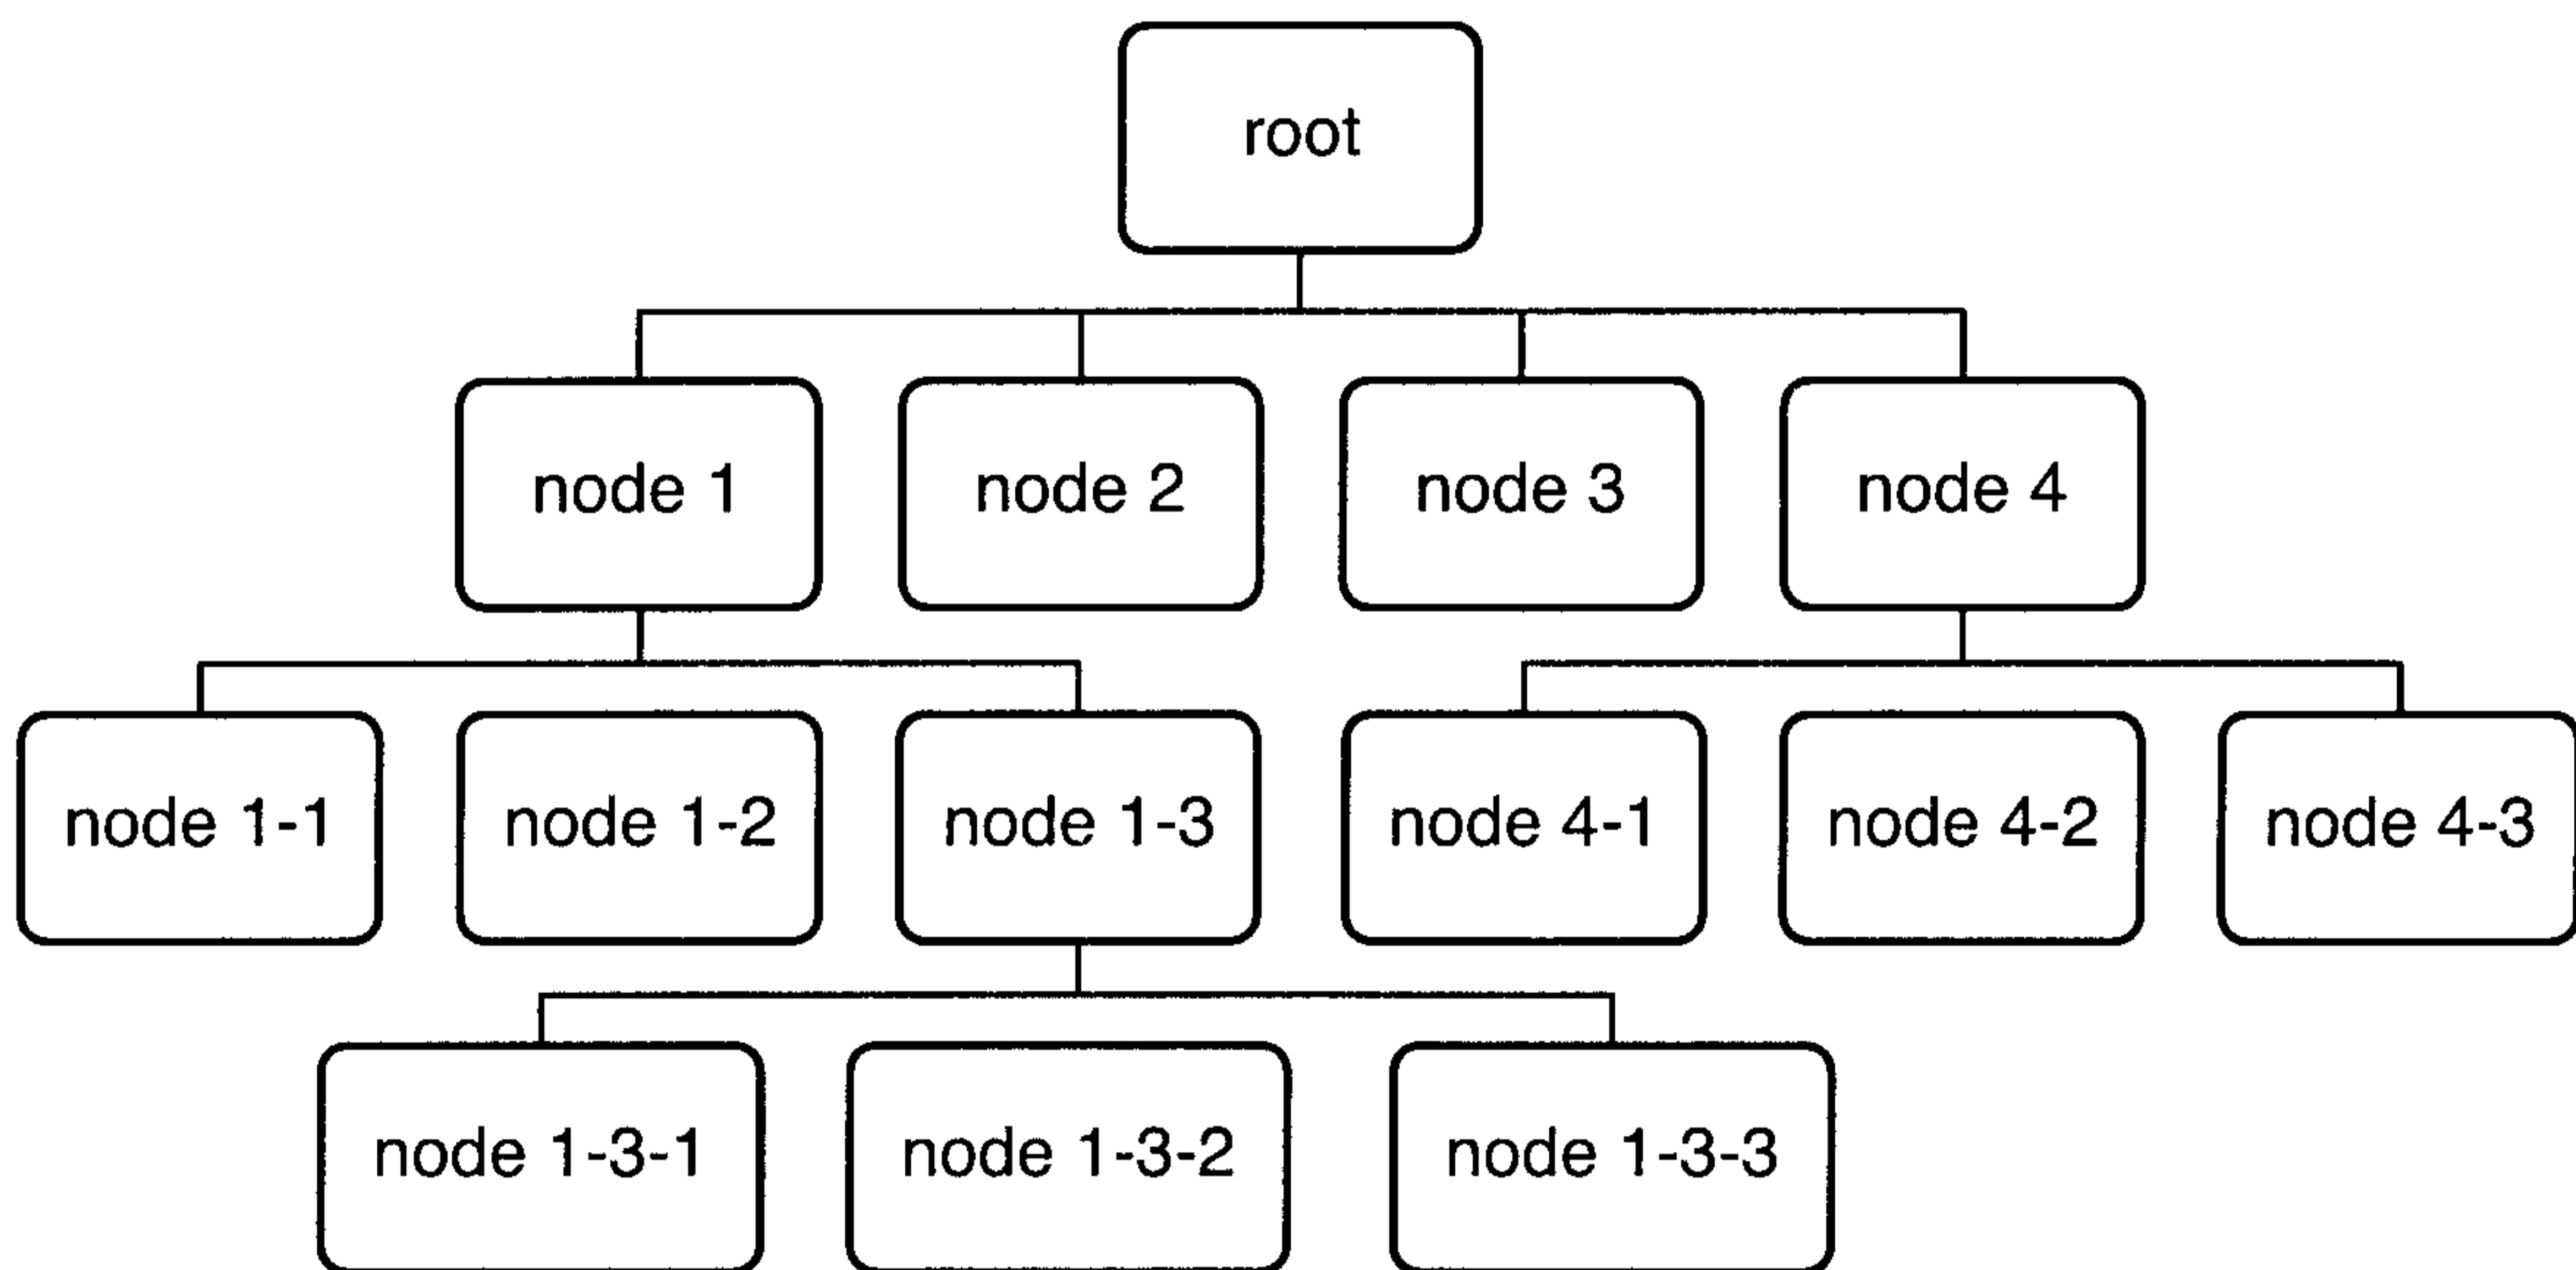 root
node 1
node 2
node 3
node 4
node 1-1
node 1-2
node 1-3
node 4-1
node 4-2
node 4-3
node 1-3-1
node 1-3-2
node 1-3-3